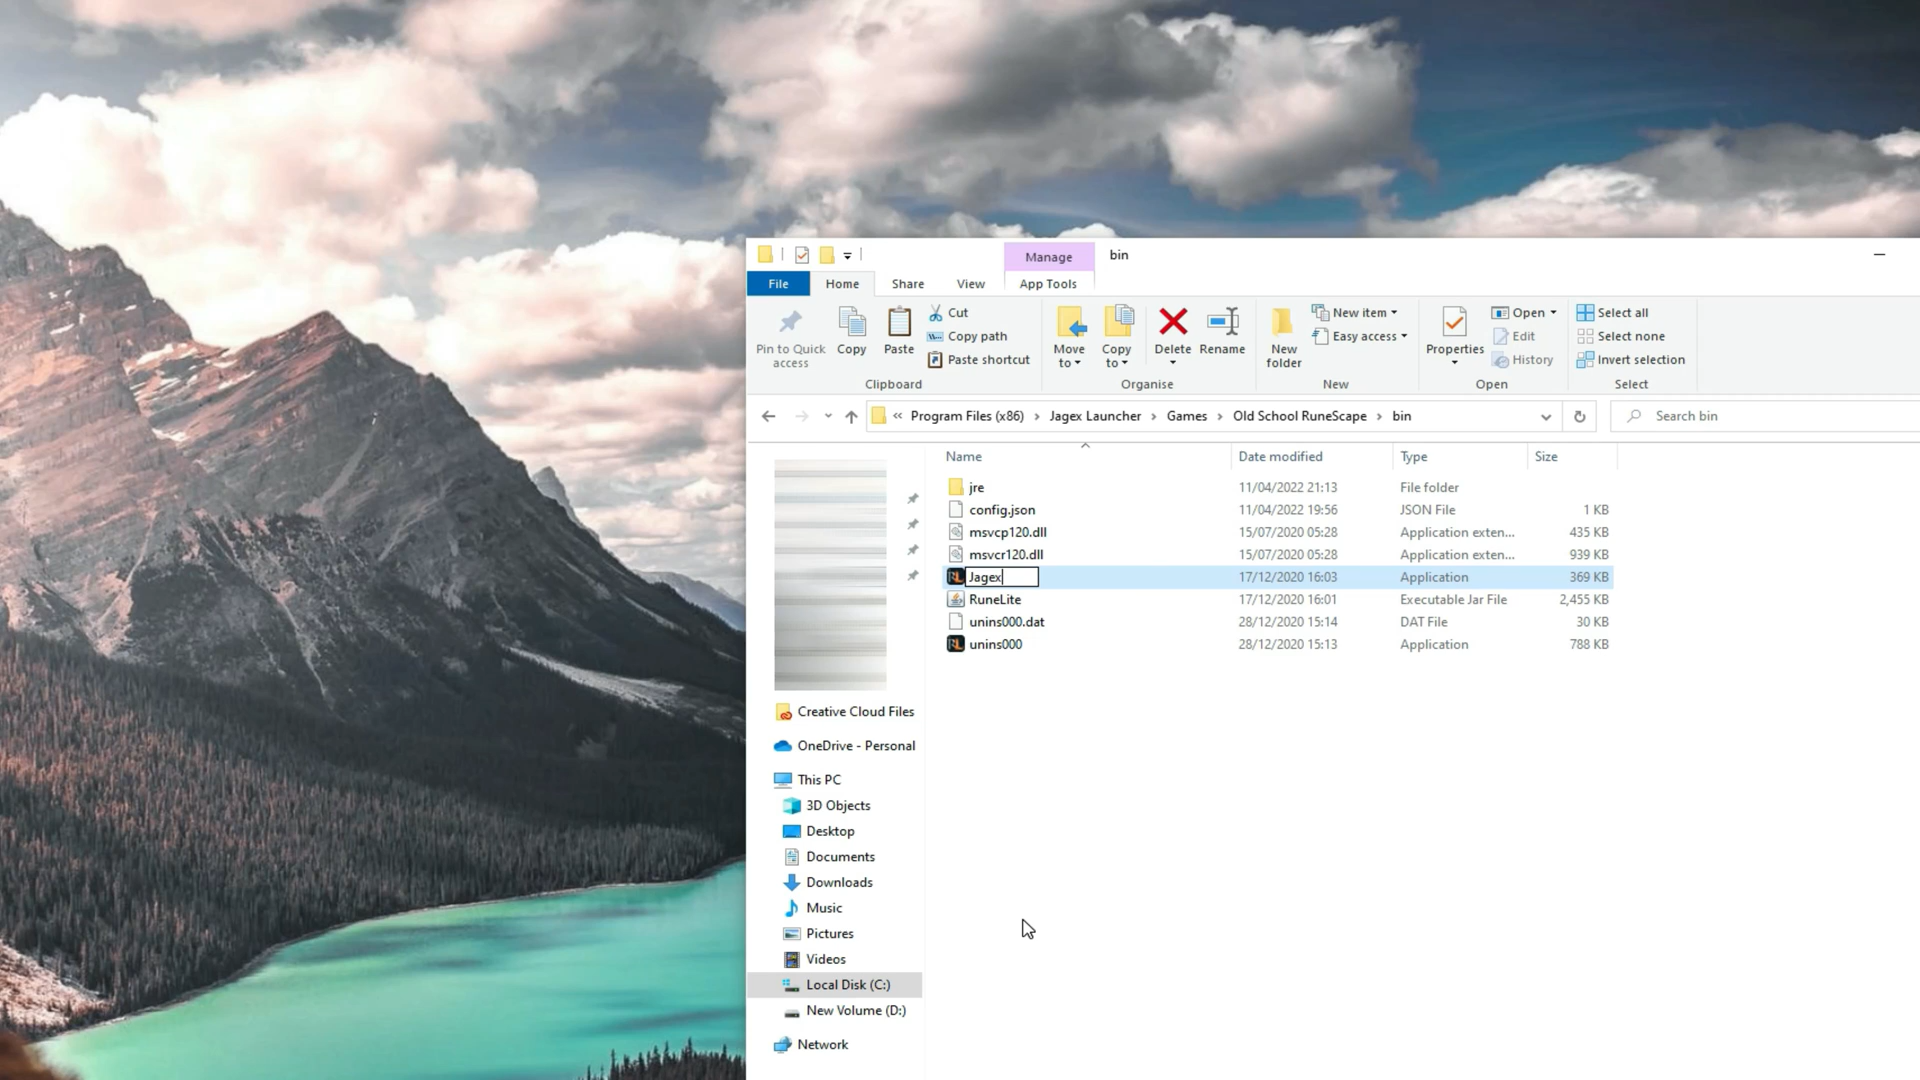 Manage
bin
File
Home
Share
View
App Tools
Pin to Quick access
Copy
Paste
Cut
Copy path
Paste shortcut
Move to
Copy to
Delete
Rename
New folder
New item
Easy access
Properties
Open
Edit
History
Select all
Select none
Invert selection
Clipboard
Organise
New
Open
Select
« Program Files (x86) › Jagex Launcher › Games › Old School RuneScape › bin
Search bin
Name Date modified Type Size
jre 11/04/2022 21:13 File folder
config.json 11/04/2022 19:56 JSON File 1 KB
msvcp120.dll 15/07/2020 05:28 Application exten... 435 KB
msvcr120.dll 15/07/2020 05:28 Application exten... 939 KB
Jagex 17/12/2020 16:03 Application 369 KB
RuneLite 17/12/2020 16:01 Executable Jar File 2,455 KB
unins000.dat 28/12/2020 15:14 DAT File 30 KB
unins000 28/12/2020 15:13 Application 788 KB
Creative Cloud Files
OneDrive - Personal
This PC
3D Objects
Desktop
Documents
Downloads
Music
Pictures
Videos
Local Disk (C:)
New Volume (D:)
Network